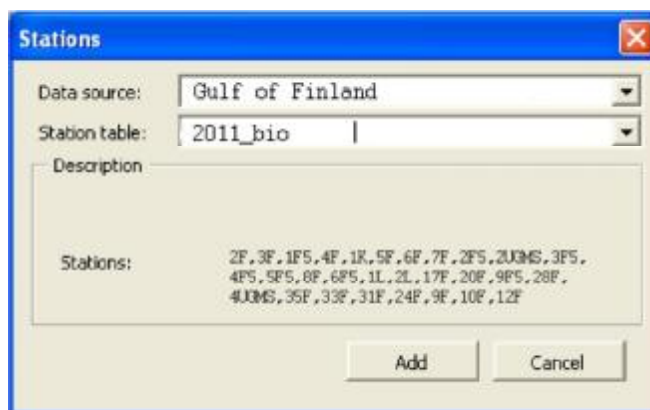 Stations
Data source: Gulf of Finland
Station table: 2011_bio
Description
Stations: 2F,3F,1F5,4F,1K,5F,6F,7F,2F5,2UGMS,3F5,
4F5,5F5,8F,6F5,1L,2L,17F,20F,9F5,28F,
4UGMS,35F,33F,31F,24F,9F,10F,12F
Add Cancel